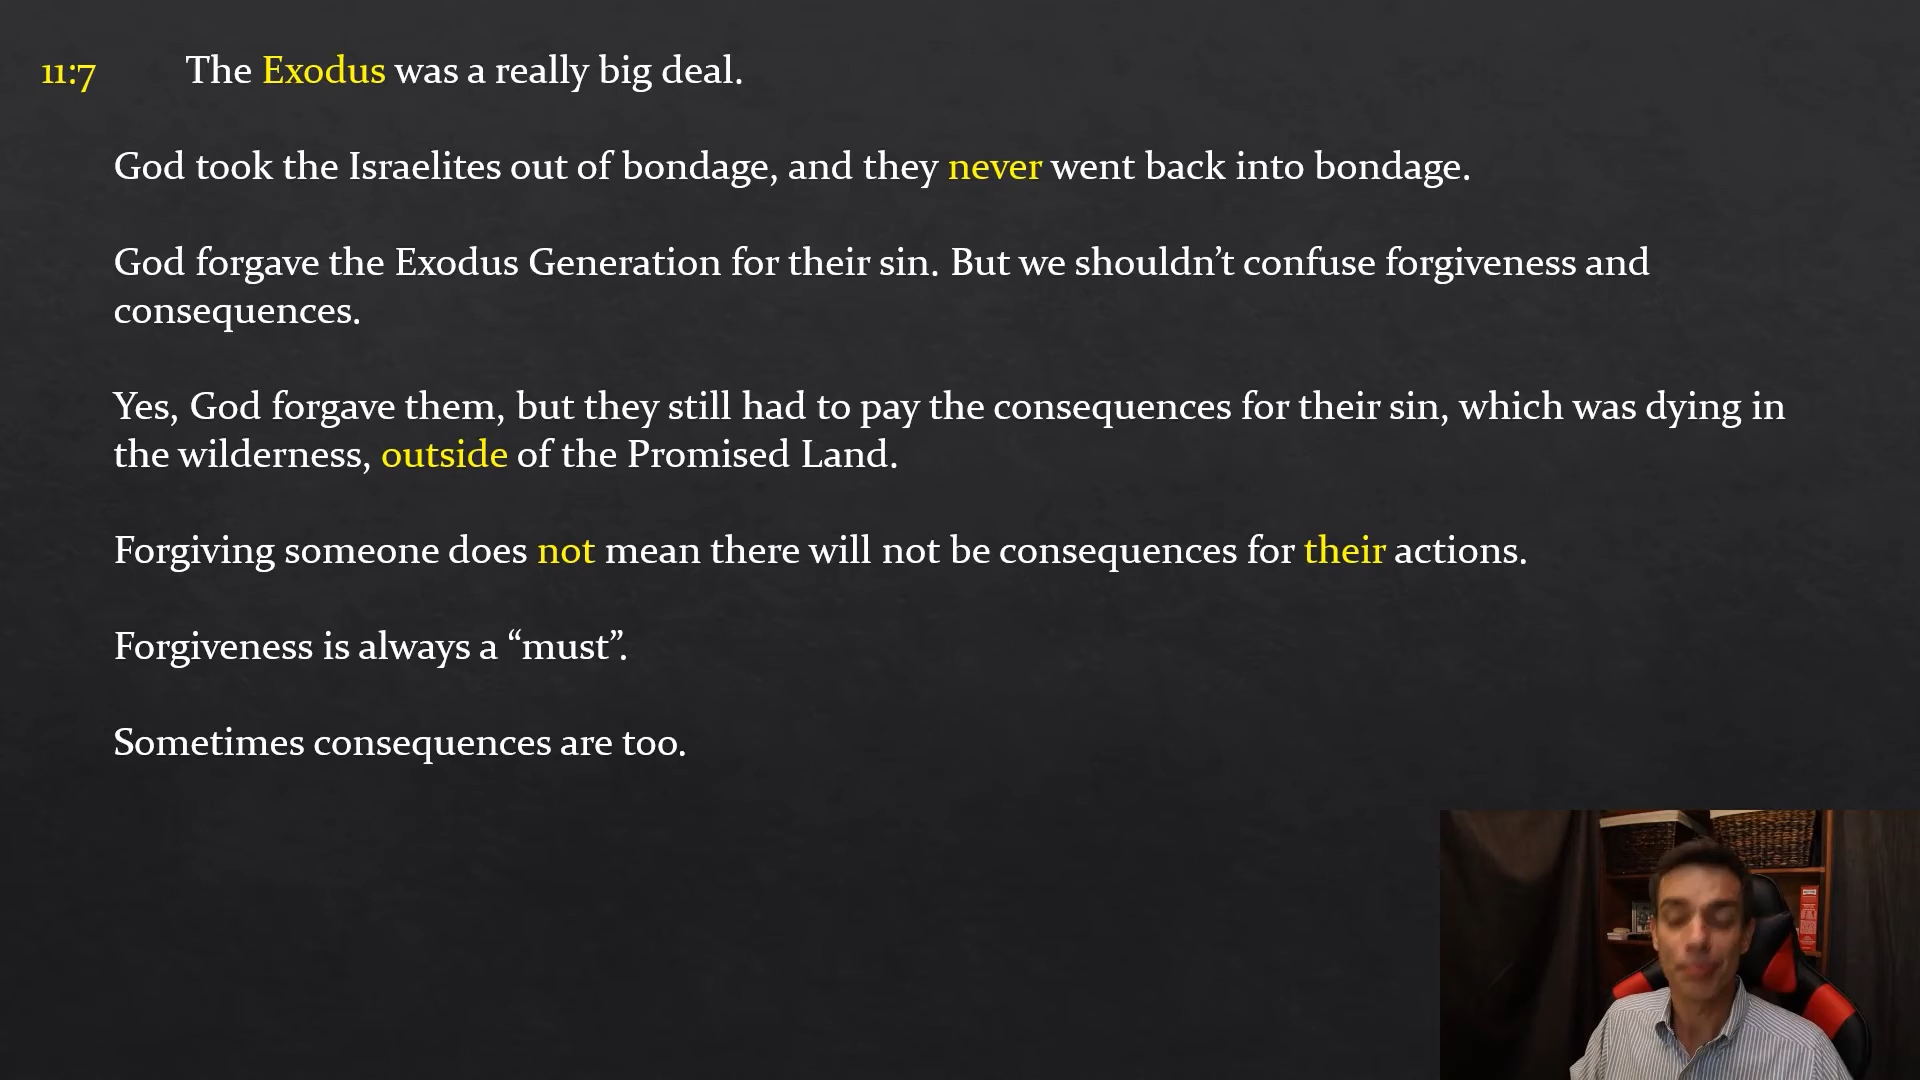 11:7 The Exodus was a really big deal.
God took the Israelites out of bondage, and they never went back into bondage.
God forgave the Exodus Generation for their sin. But we shouldn’t confuse forgiveness and
consequences.
Yes, God forgave them, but they still had to pay the consequences for their sin, which was dying in
the wilderness, outside of the Promised Land.
Forgiving someone does not mean there will not be consequences for their actions.
Forgiveness is always a “must”.
Sometimes consequences are too.